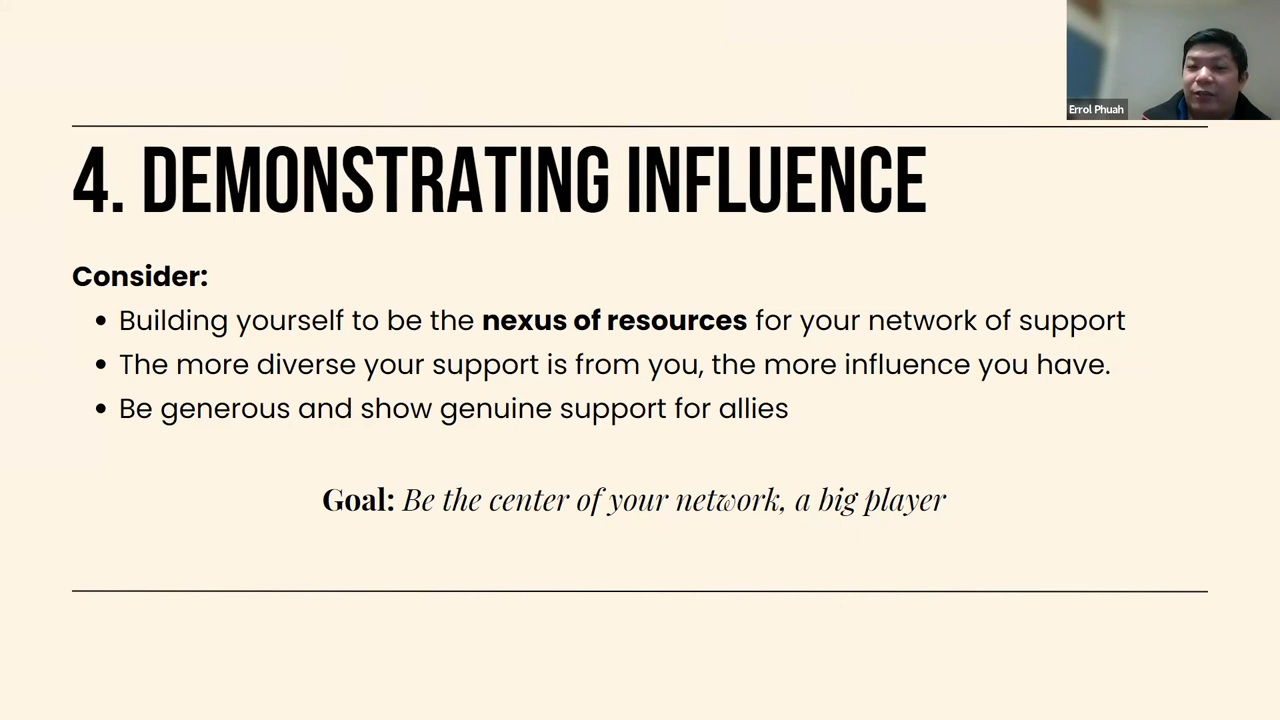 Errol Phuah
4. DEMONSTRATING INFLUENCE
Consider:
• Building yourself to be the nexus of resources for your network of support
• The more diverse your support is from you, the more influence you have.
• Be generous and show genuine support for allies
Goal: Be the center of your network, a big player